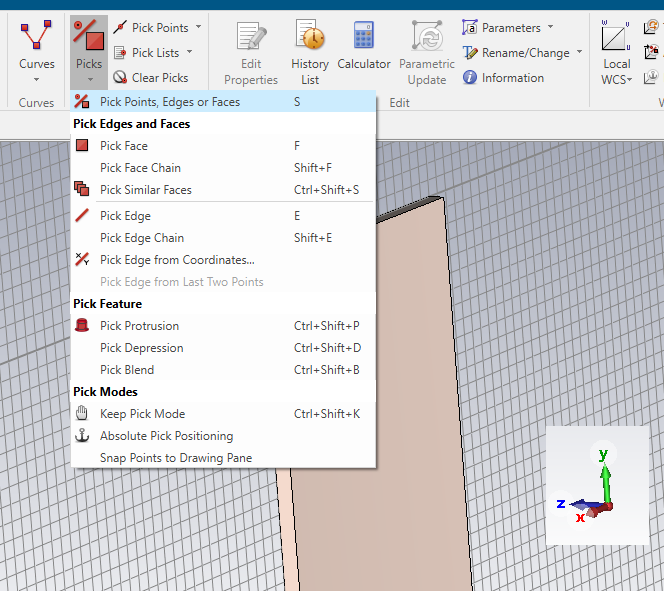 Curves
Curves
Picks
Pick Points
Pick Lists
Clear Picks
Edit
Properties
History
List
Calculator
Parametric
Update
Parameters
Rename/Change
Information
Edit
Local
WCS
Pick Points, Edges or Faces S
Pick Edges and Faces
Pick Face F
Pick Face Chain Shift+F
Pick Similar Faces Ctrl+Shift+S
Pick Edge E
Pick Edge Chain Shift+E
Pick Edge from Coordinates...
Pick Edge from Last Two Points
Pick Feature
Pick Protrusion Ctrl+Shift+P
Pick Depression Ctrl+Shift+D
Pick Blend Ctrl+Shift+B
Pick Modes
Keep Pick Mode Ctrl+Shift+K
Absolute Pick Positioning
Snap Points to Drawing Pane
y
z
x